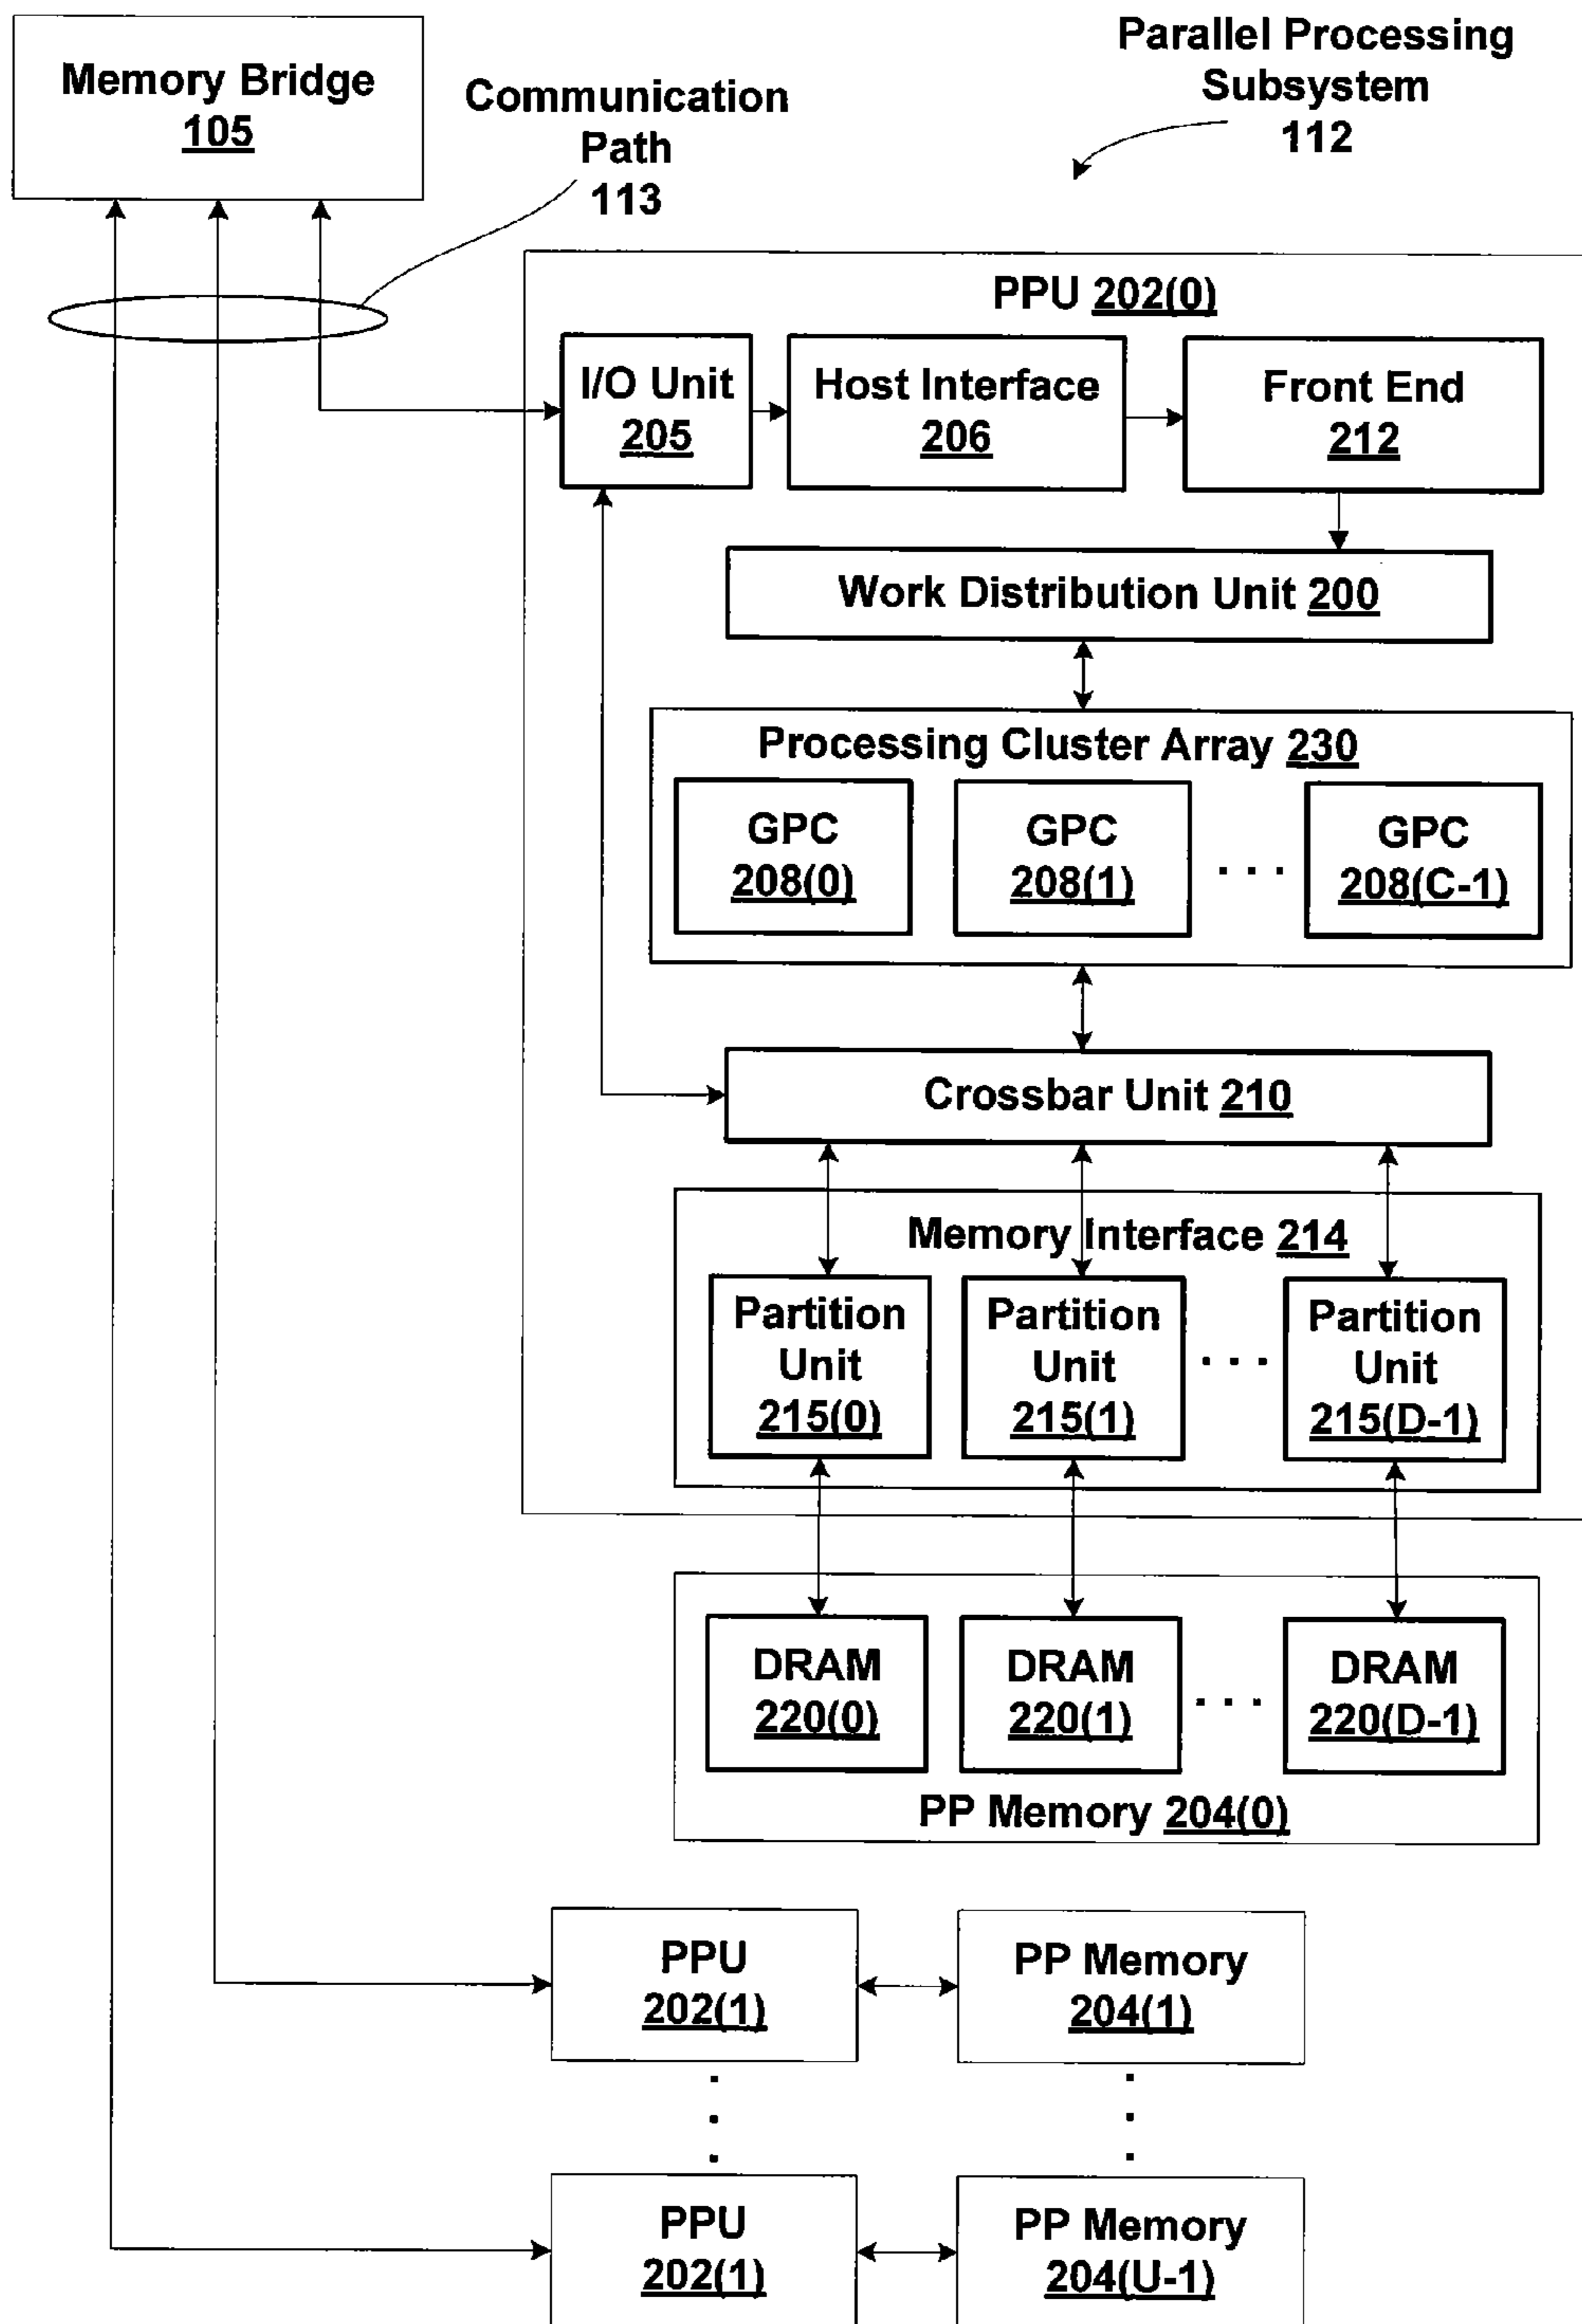 Parallel Processing
Subsystem
112
Memory Bridge
105
Communication
Path
113
PPU 202(0)
I/O Unit
205
Host Interface
206
Front End
212
Work Distribution Unit 200
Processing Cluster Array 230
GPC
208(0)
GPC
208(1)
. . .
GPC
208(C-1)
Crossbar Unit 210
Memory Interface 214
Partition
Unit
215(0)
Partition
Unit
215(1)
. . .
Partition
Unit
215(D-1)
DRAM
220(0)
DRAM
220(1)
. . .
DRAM
220(D-1)
PP Memory 204(0)
PPU
202(1)
PP Memory
204(1)
PPU
202(1)
PP Memory
204(U-1)